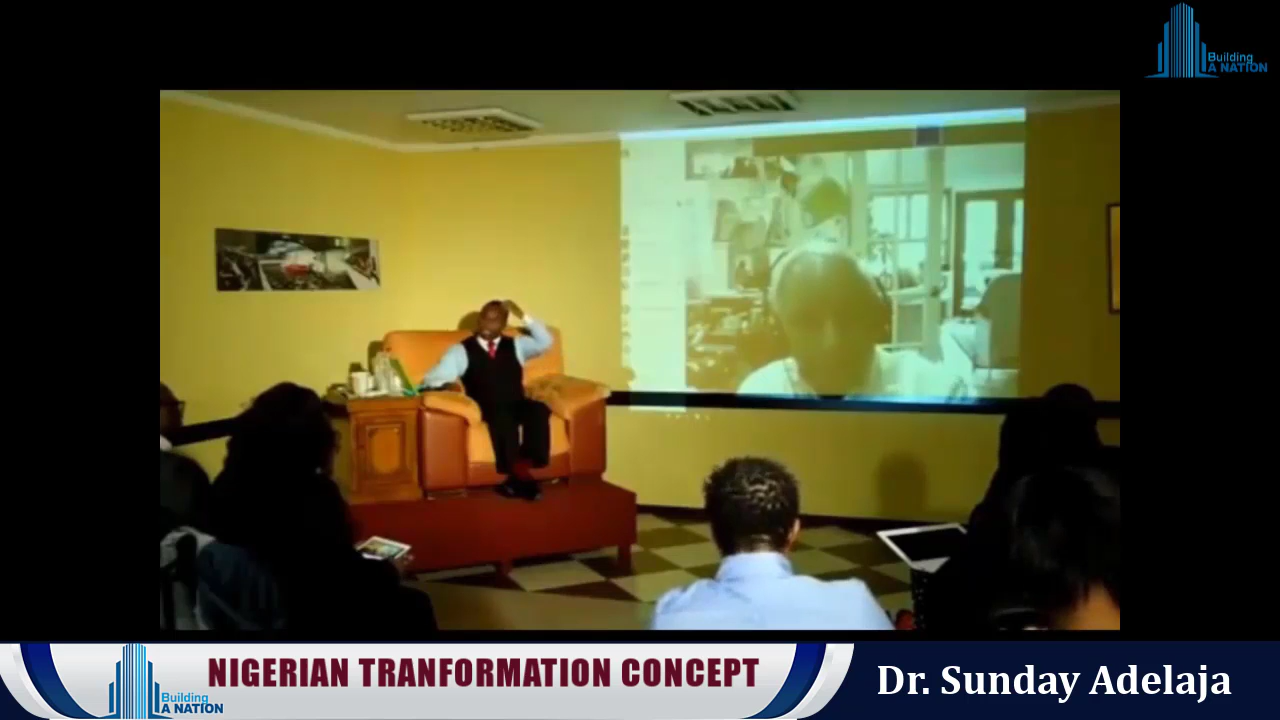 Building
A NATION
NIGERIAN TRANFORMATION CONCEPT
Building
A NATION
Dr. Sunday Adelaja